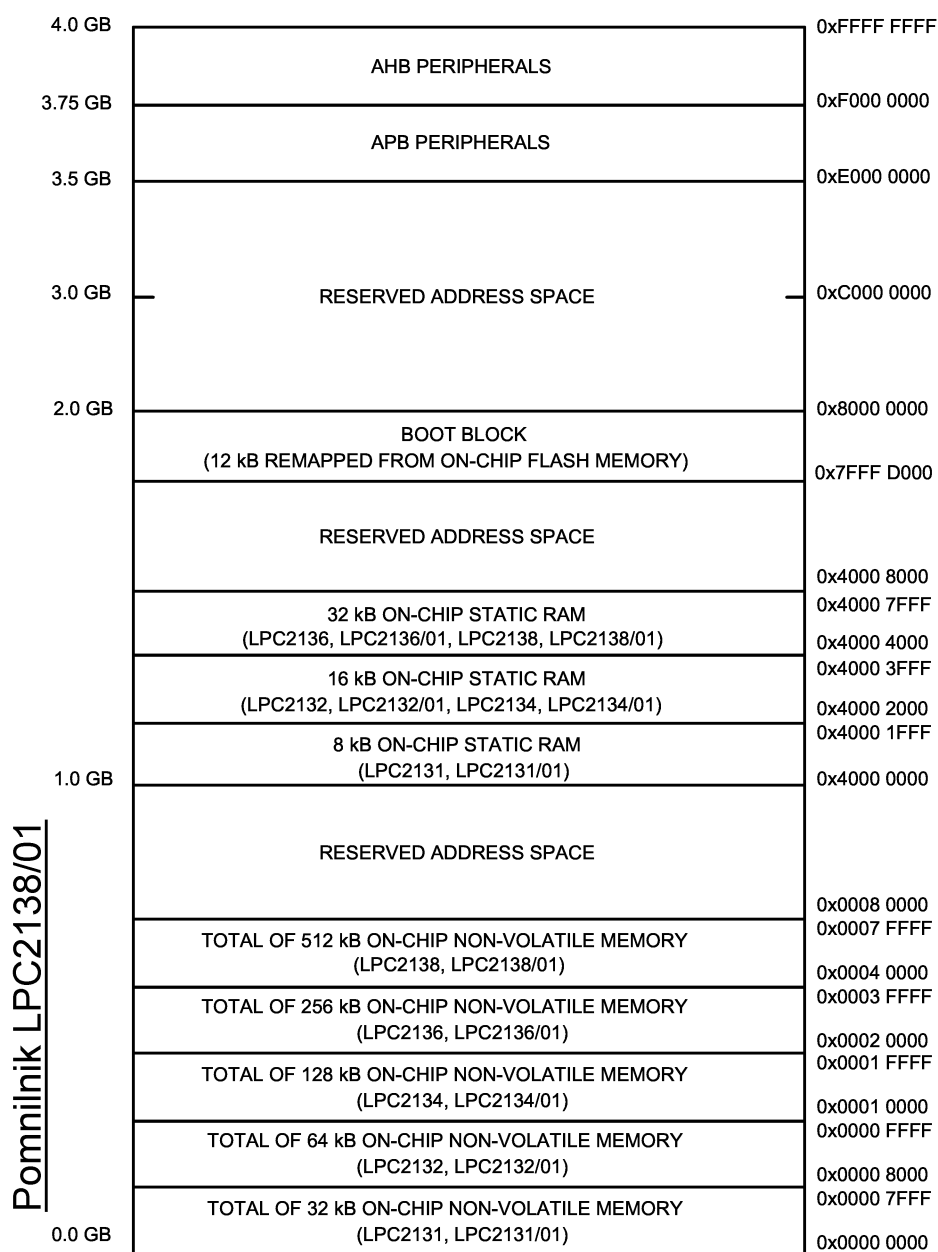 4.0 GB
0xFFFF FFFF
AHB PERIPHERALS
3.75 GB
0xF000 0000
APB PERIPHERALS
3.5 GB
0xE000 0000
3.0 GB
RESERVED ADDRESS SPACE
0xC000 0000
2.0 GB
0x8000 0000
BOOT BLOCK
(12 kB REMAPPED FROM ON-CHIP FLASH MEMORY)
0x7FFF D000
RESERVED ADDRESS SPACE
0x4000 8000
0x4000 7FFF
32 kB ON-CHIP STATIC RAM
(LPC2136, LPC2136/01, LPC2138, LPC2138/01)
0x4000 4000
0x4000 3FFF
16 kB ON-CHIP STATIC RAM
(LPC2132, LPC2132/01, LPC2134, LPC2134/01)
0x4000 2000
0x4000 1FFF
8 kB ON-CHIP STATIC RAM
(LPC2131, LPC2131/01)
1.0 GB
0x4000 0000
RESERVED ADDRESS SPACE
0x0008 0000
0x0007 FFFF
TOTAL OF 512 kB ON-CHIP NON-VOLATILE MEMORY
(LPC2138, LPC2138/01)
0x0004 0000
0x0003 FFFF
TOTAL OF 256 kB ON-CHIP NON-VOLATILE MEMORY
(LPC2136, LPC2136/01)
0x0002 0000
0x0001 FFFF
TOTAL OF 128 kB ON-CHIP NON-VOLATILE MEMORY
(LPC2134, LPC2134/01)
0x0001 0000
0x0000 FFFF
TOTAL OF 64 kB ON-CHIP NON-VOLATILE MEMORY
(LPC2132, LPC2132/01)
0x0000 8000
0x0000 7FFF
TOTAL OF 32 kB ON-CHIP NON-VOLATILE MEMORY
(LPC2131, LPC2131/01)
0.0 GB
0x0000 0000
Pomnilnik LPC2138/01